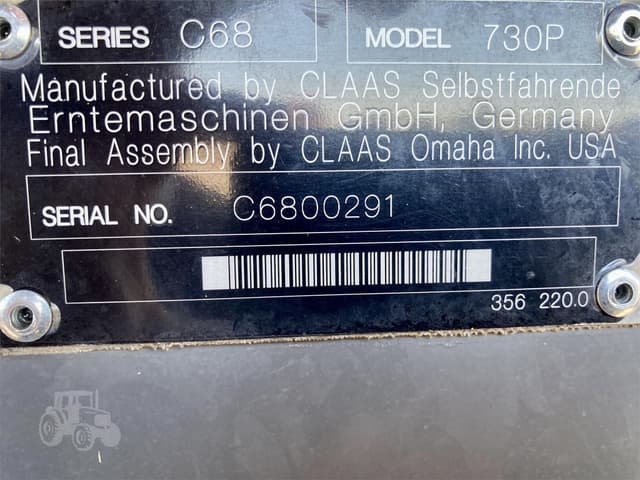 SERIES C68 MODEL 730P
Manufactured by CLAAS Selbstfahrende
Erntemaschinen GmbH, Germany
Final Assembly by CLAAS Omaha Inc. USA
SERIAL NO. C6800291
356 220.0